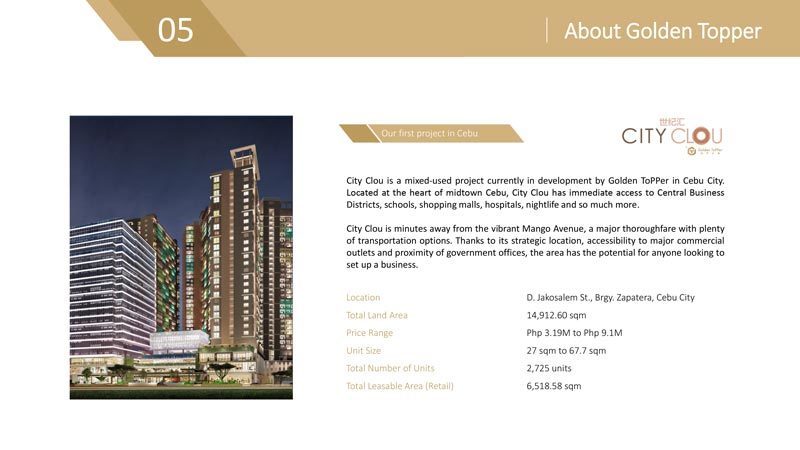 05
About Golden Topper
Our first project in Cebu
世纪汇
CITY CLOU
Golden ToPPer
City Clou is a mixed-used project currently in development by Golden ToPPer in Cebu City.
Located at the heart of midtown Cebu, City Clou has immediate access to Central Business
Districts, schools, shopping malls, hospitals, nightlife and so much more.
City Clou is minutes away from the vibrant Mango Avenue, a major thoroughfare with plenty
of transportation options. Thanks to its strategic location, accessibility to major commercial
outlets and proximity of government offices, the area has the potential for anyone looking to
set up a business.
Location D. Jakosalem St., Brgy. Zapatera, Cebu City
Total Land Area 14,912.60 sqm
Price Range Php 3.19M to Php 9.1M
Unit Size 27 sqm to 67.7 sqm
Total Number of Units 2,725 units
Total Leasable Area (Retail) 6,518.58 sqm